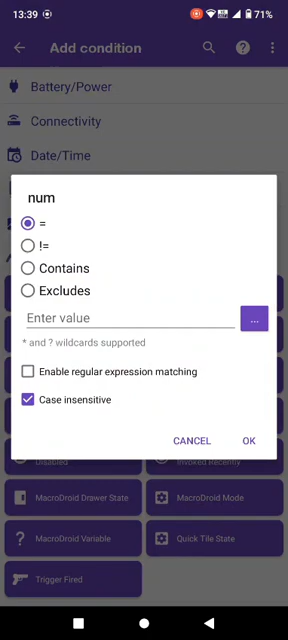 13:39
71%
Add condition
Battery/Power
Connectivity
Date/Time
num
=
!=
Contains
Excludes
Enter value
...
* and ? wildcards supported
Enable regular expression matching
Case insensitive
CANCEL
OK
Disabled
Invoked Recently
MacroDroid Drawer State
MacroDroid Mode
MacroDroid Variable
Quick Tile State
Trigger Fired